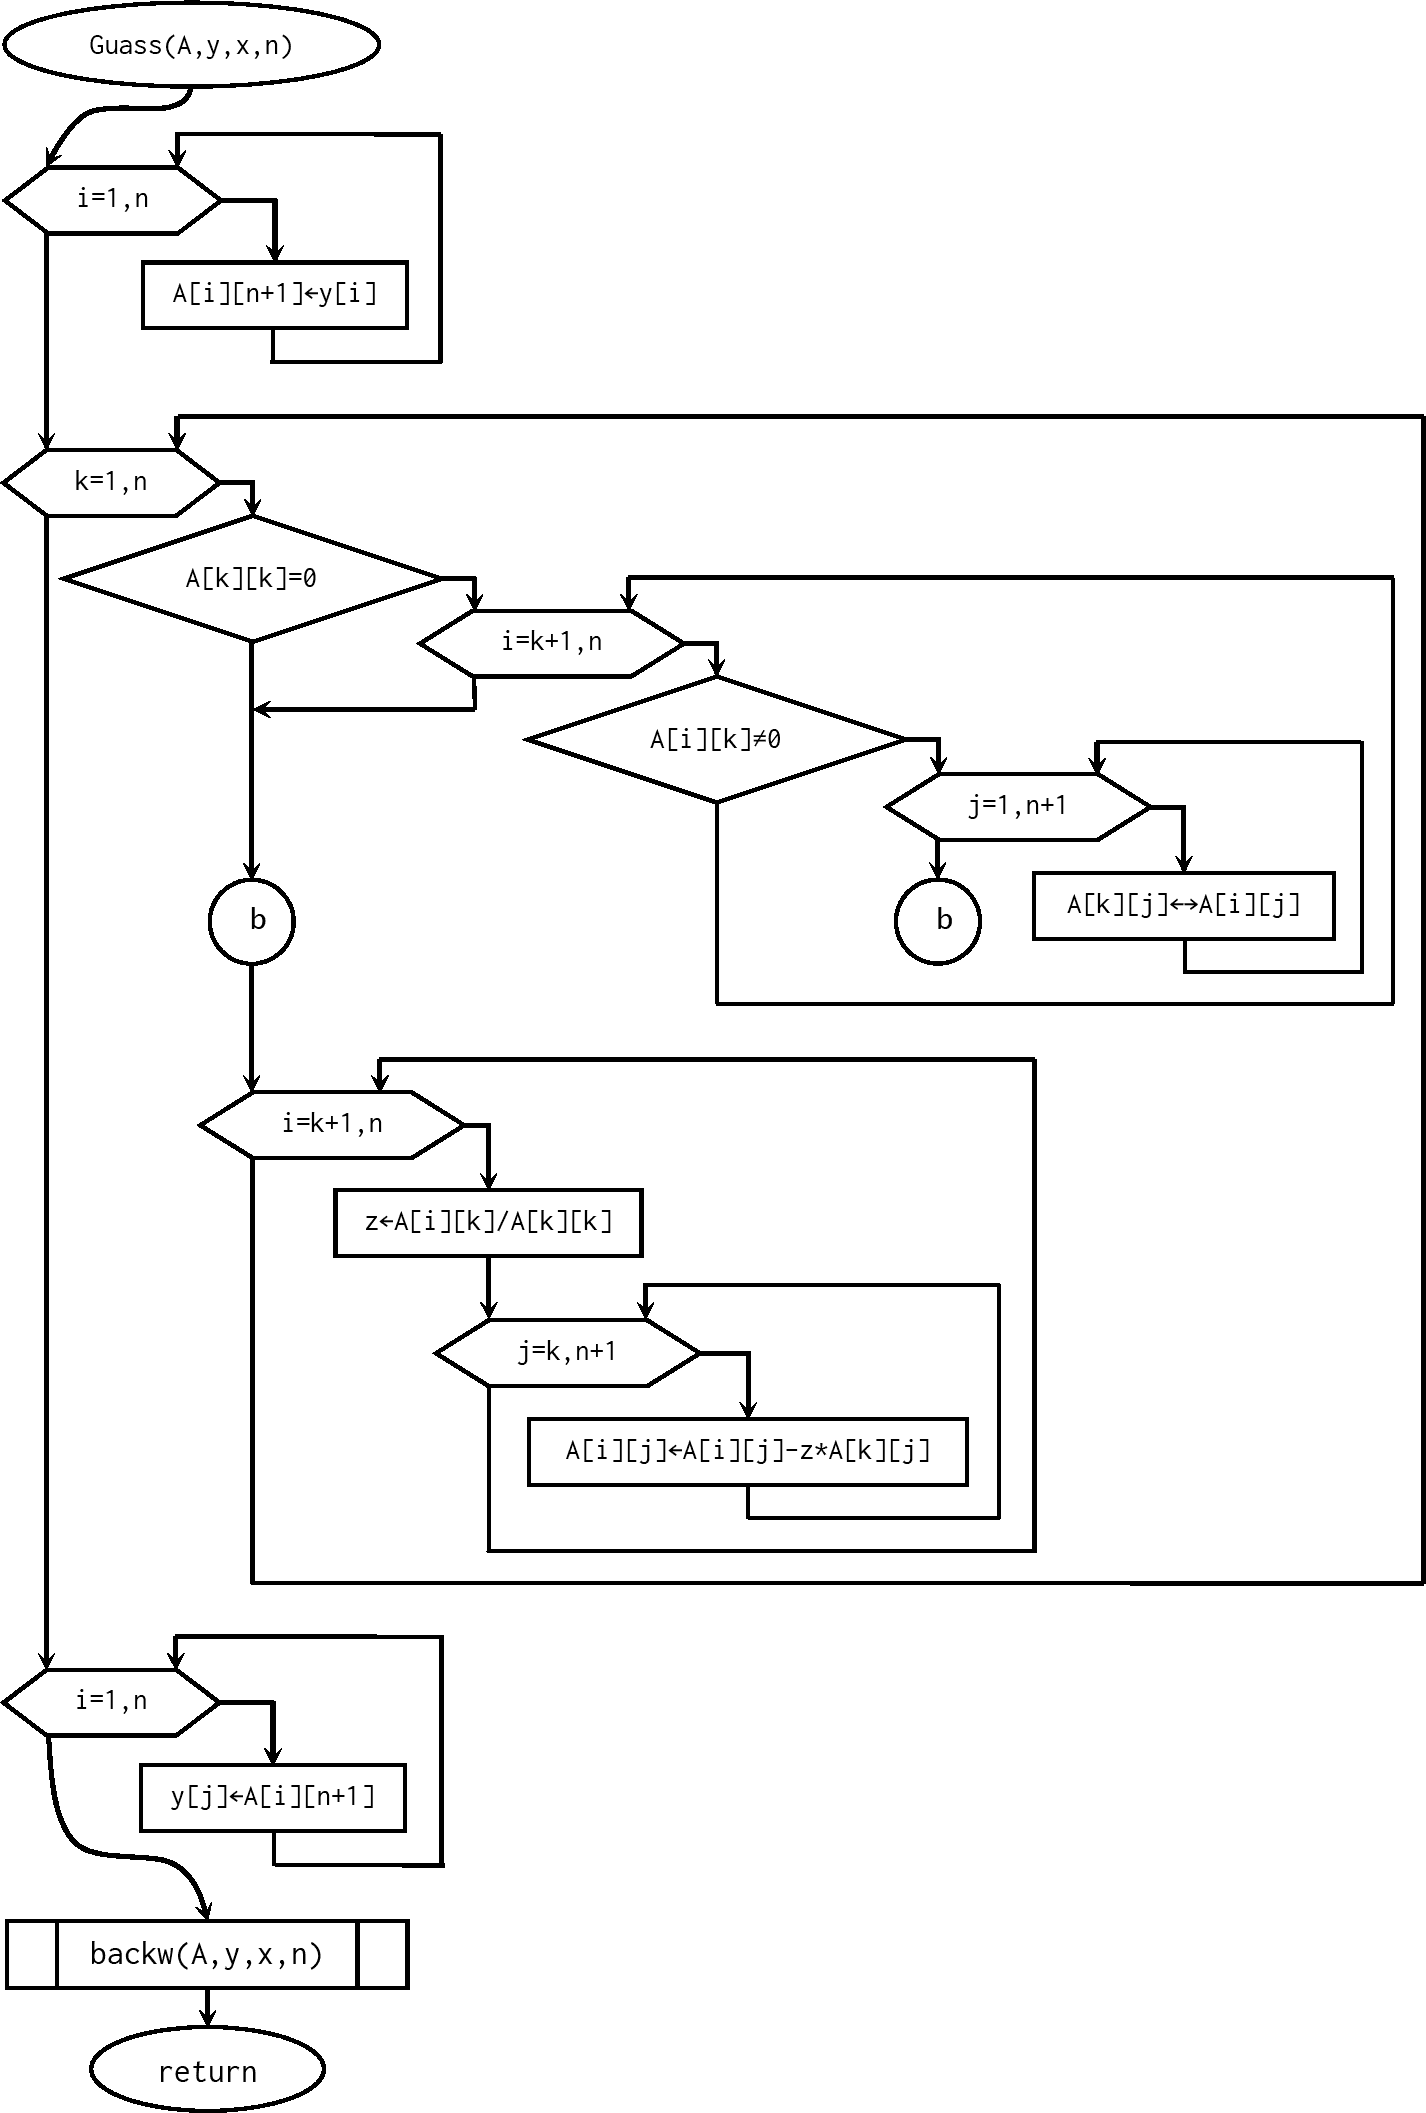 Guass(A,y,x,n)
i=1,n
A[i][n+1]←y[i]
k=1,n
A[k][k]=0
i=k+1,n
A[i][k]≠0
j=1,n+1
A[k][j]↔A[i][j]
b
b
i=k+1,n
z←A[i][k]/A[k][k]
j=k,n+1
A[i][j]←A[i][j]-z*A[k][j]
i=1,n
y[j]←A[i][n+1]
backw(A,y,x,n)
return